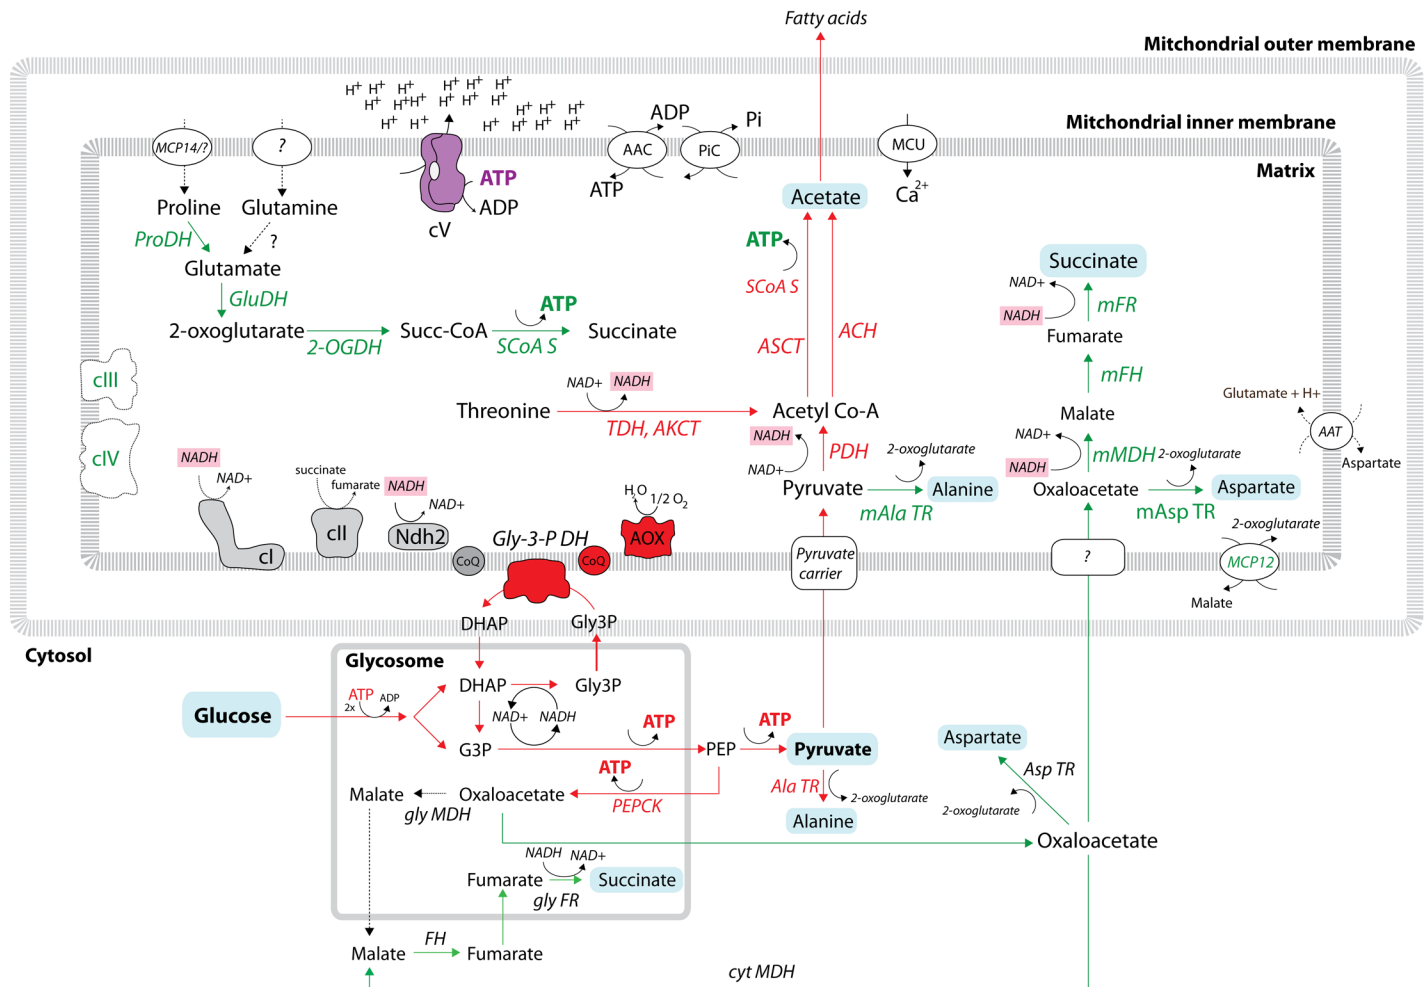 Fatty acids
Mitchondrial outer membrane
H+ H+ H+ H+ H+ H+
H+ H+ H+ H+ H+ H+
H+ H+ H+
H+ H+ H+ H+ H+ H+
ADP
Pi
Mitchondrial inner membrane
MCP14/?
?
AAC
PiC
MCU
Matrix
ATP
ADP
cV
ATP
Ca2+
Proline
Glutamine
Acetate
ProDH
?
Glutamate
GluDH
2-oxoglutarate
2-OGDH
Succ-CoA
ATP
SCoA S
Succinate
ATP
SCoA S
ASCT
ACH
Succinate
NAD+
NADH
mFR
Fumarate
mFH
Malate
NAD+
NADH
mMDH
Oxaloacetate
2-oxoglutarate
Aspartate
mAsp TR
Glutamate + H+
AAT
Aspartate
cIII
cIV
Threonine
NAD+ NADH
TDH, AKCT
Acetyl Co-A
NADH
NAD+
PDH
Pyruvate
2-oxoglutarate
Alanine
mAla TR
NADH
NAD+
cI
succinate
fumarate
cII
NADH
NAD+
Ndh2
CoQ
Gly-3-P DH
CoQ
H2O 1/2 O2
AOX
Pyruvate
carrier
?
2-oxoglutarate
MCP12
Malate
DHAP
Gly3P
Cytosol
Glycosome
Glucose
ATP
2x
ADP
DHAP
Gly3P
NAD+ NADH
G3P
ATP
PEP
ATP
Pyruvate
Ala TR
2-oxoglutarate
Alanine
Aspartate
Asp TR
2-oxoglutarate
Oxaloacetate
ATP
PEPCK
Malate
gly MDH
Oxaloacetate
NADH NAD+
Fumarate
gly FR
Succinate
Malate
FH
Fumarate
cyt MDH